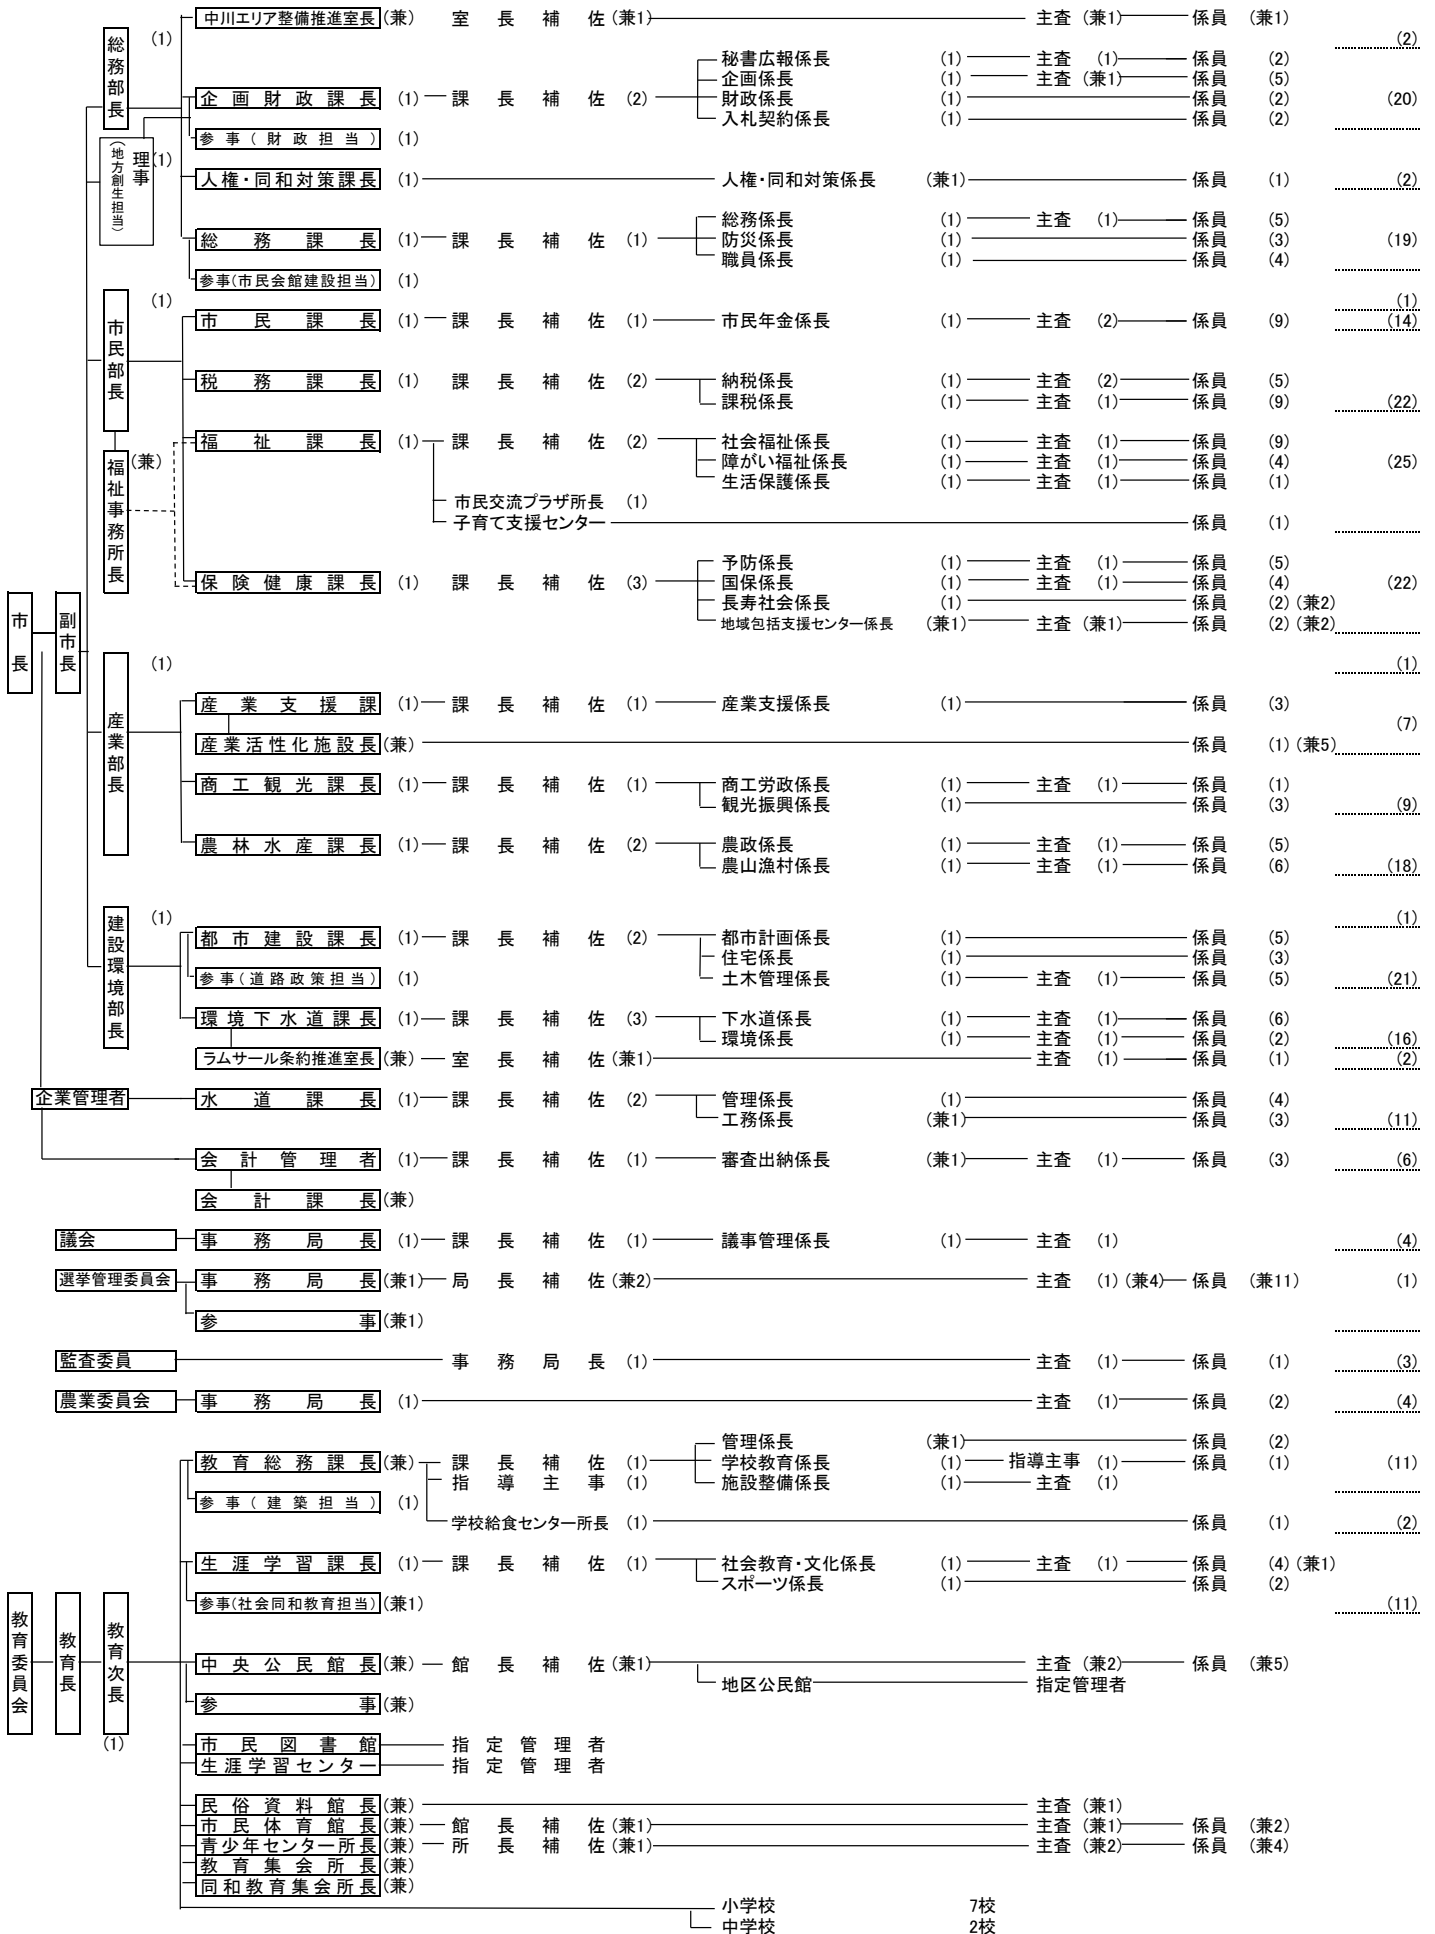 中川エリア整備推進室長 (兼) 室長補佐 (兼1) 主査 (兼1) 係員 (兼1)
総務部長 (1) (2)
秘書広報係長 (1) 主査 (1) 係員 (2)
企画係長 (1) 主査 (兼1) 係員 (5)
企画財政課長 (1) 課長補佐 (2) 財政係長 (1) 係員 (2) (20)
入札契約係長 (1) 係員 (2)
参事(財政担当) (1)
理事 (1)
(地方創生担当)
人権・同和対策課長 (1) 人権・同和対策係長 (兼1) 係員 (1) (2)
総務係長 (1) 主査 (1) 係員 (5)
総務課長 (1) 課長補佐 (1) 防災係長 (1) 係員 (3) (19)
職員係長 (1) 係員 (4)
参事(市民会館建設担当) (1)
市民部長 (1) (1)
市民課長 (1) 課長補佐 (1) 市民年金係長 (1) 主査 (2) 係員 (9) (14)
税務課長 (1) 課長補佐 (2) 納税係長 (1) 主査 (2) 係員 (5)
課税係長 (1) 主査 (1) 係員 (9) (22)
福祉課長 (1) 課長補佐 (2) 社会福祉係長 (1) 主査 (1) 係員 (9)
福祉事務所長 (兼) 障がい福祉係長 (1) 主査 (1) 係員 (4) (25)
生活保護係長 (1) 主査 (1) 係員 (1)
市民交流プラザ所長 (1)
子育て支援センター 係員 (1)
予防係長 (1) 主査 (1) 係員 (5)
保険健康課長 (1) 課長補佐 (3) 国保係長 (1) 主査 (1) 係員 (4) (22)
長寿社会係長 (1) 係員 (2) (兼2)
地域包括支援センター係長 (兼1) 主査 (兼1) 係員 (2) (兼2)
市長
副市長
産業部長 (1) (1)
産業支援課 (1) 課長補佐 (1) 産業支援係長 (1) 係員 (3)
(7)
産業活性化施設長 (兼) 係員 (1) (兼5)
商工観光課長 (1) 課長補佐 (1) 商工労政係長 (1) 主査 (1) 係員 (1)
観光振興係長 (1) 係員 (3) (9)
農林水産課長 (1) 課長補佐 (2) 農政係長 (1) 主査 (1) 係員 (5)
農山漁村係長 (1) 主査 (1) 係員 (6) (18)
建設環境部長 (1) (1)
都市建設課長 (1) 課長補佐 (2) 都市計画係長 (1) 係員 (5)
住宅係長 (1) 係員 (3)
参事(道路政策担当) (1) 土木管理係長 (1) 主査 (1) 係員 (5) (21)
環境下水道課長 (1) 課長補佐 (3) 下水道係長 (1) 主査 (1) 係員 (6)
環境係長 (1) 主査 (1) 係員 (2) (16)
ラムサール条約推進室長 (兼) 室長補佐 (兼1) 主査 (1) 係員 (1) (2)
企業管理者 水道課長 (1) 課長補佐 (2) 管理係長 (1) 係員 (4)
工務係長 (兼1) 係員 (3) (11)
会計管理者 (1) 課長補佐 (1) 審査出納係長 (兼1) 主査 (1) 係員 (3) (6)
会計課長 (兼)
議会 事務局長 (1) 課長補佐 (1) 議事管理係長 (1) 主査 (1) (4)
選挙管理委員会 事務局長 (兼1) 局長補佐 (兼2) 主査 (1) (兼4) 係員 (兼11) (1)
参事 (兼1)
監査委員 事務局長 (1) 主査 (1) 係員 (1) (3)
農業委員会 事務局長 (1) 主査 (1) 係員 (2) (4)
管理係長 (兼1) 係員 (2)
教育総務課長 (兼) 課長補佐 (1) 学校教育係長 (1) 指導主事 (1) 係員 (1) (11)
指導主事 (1) 施設整備係長 (1) 主査 (1)
参事(建築担当) (1)
学校給食センター所長 (1) 係員 (1) (2)
生涯学習課長 (1) 課長補佐 (1) 社会教育・文化係長 (1) 主査 (1) 係員 (4) (兼1)
スポーツ係長 (1) 係員 (2)
参事(社会同和教育担当) (兼1) (11)
教育委員会
教育長
教育次長
(1)
中央公民館長 (兼) 館長補佐 (兼1) 主査 (兼2) 係員 (兼5)
地区公民館 指定管理者
参事 (兼)
市民図書館 指定管理者
生涯学習センター 指定管理者
民俗資料館長 (兼) 主査 (兼1)
市民体育館長 (兼) 館長補佐 (兼1) 主査 (兼1) 係員 (兼2)
青少年センター所長 (兼) 所長補佐 (兼1) 主査 (兼2) 係員 (兼4)
教育集会所長 (兼)
同和教育集会所長 (兼)
小学校 7校
中学校 2校